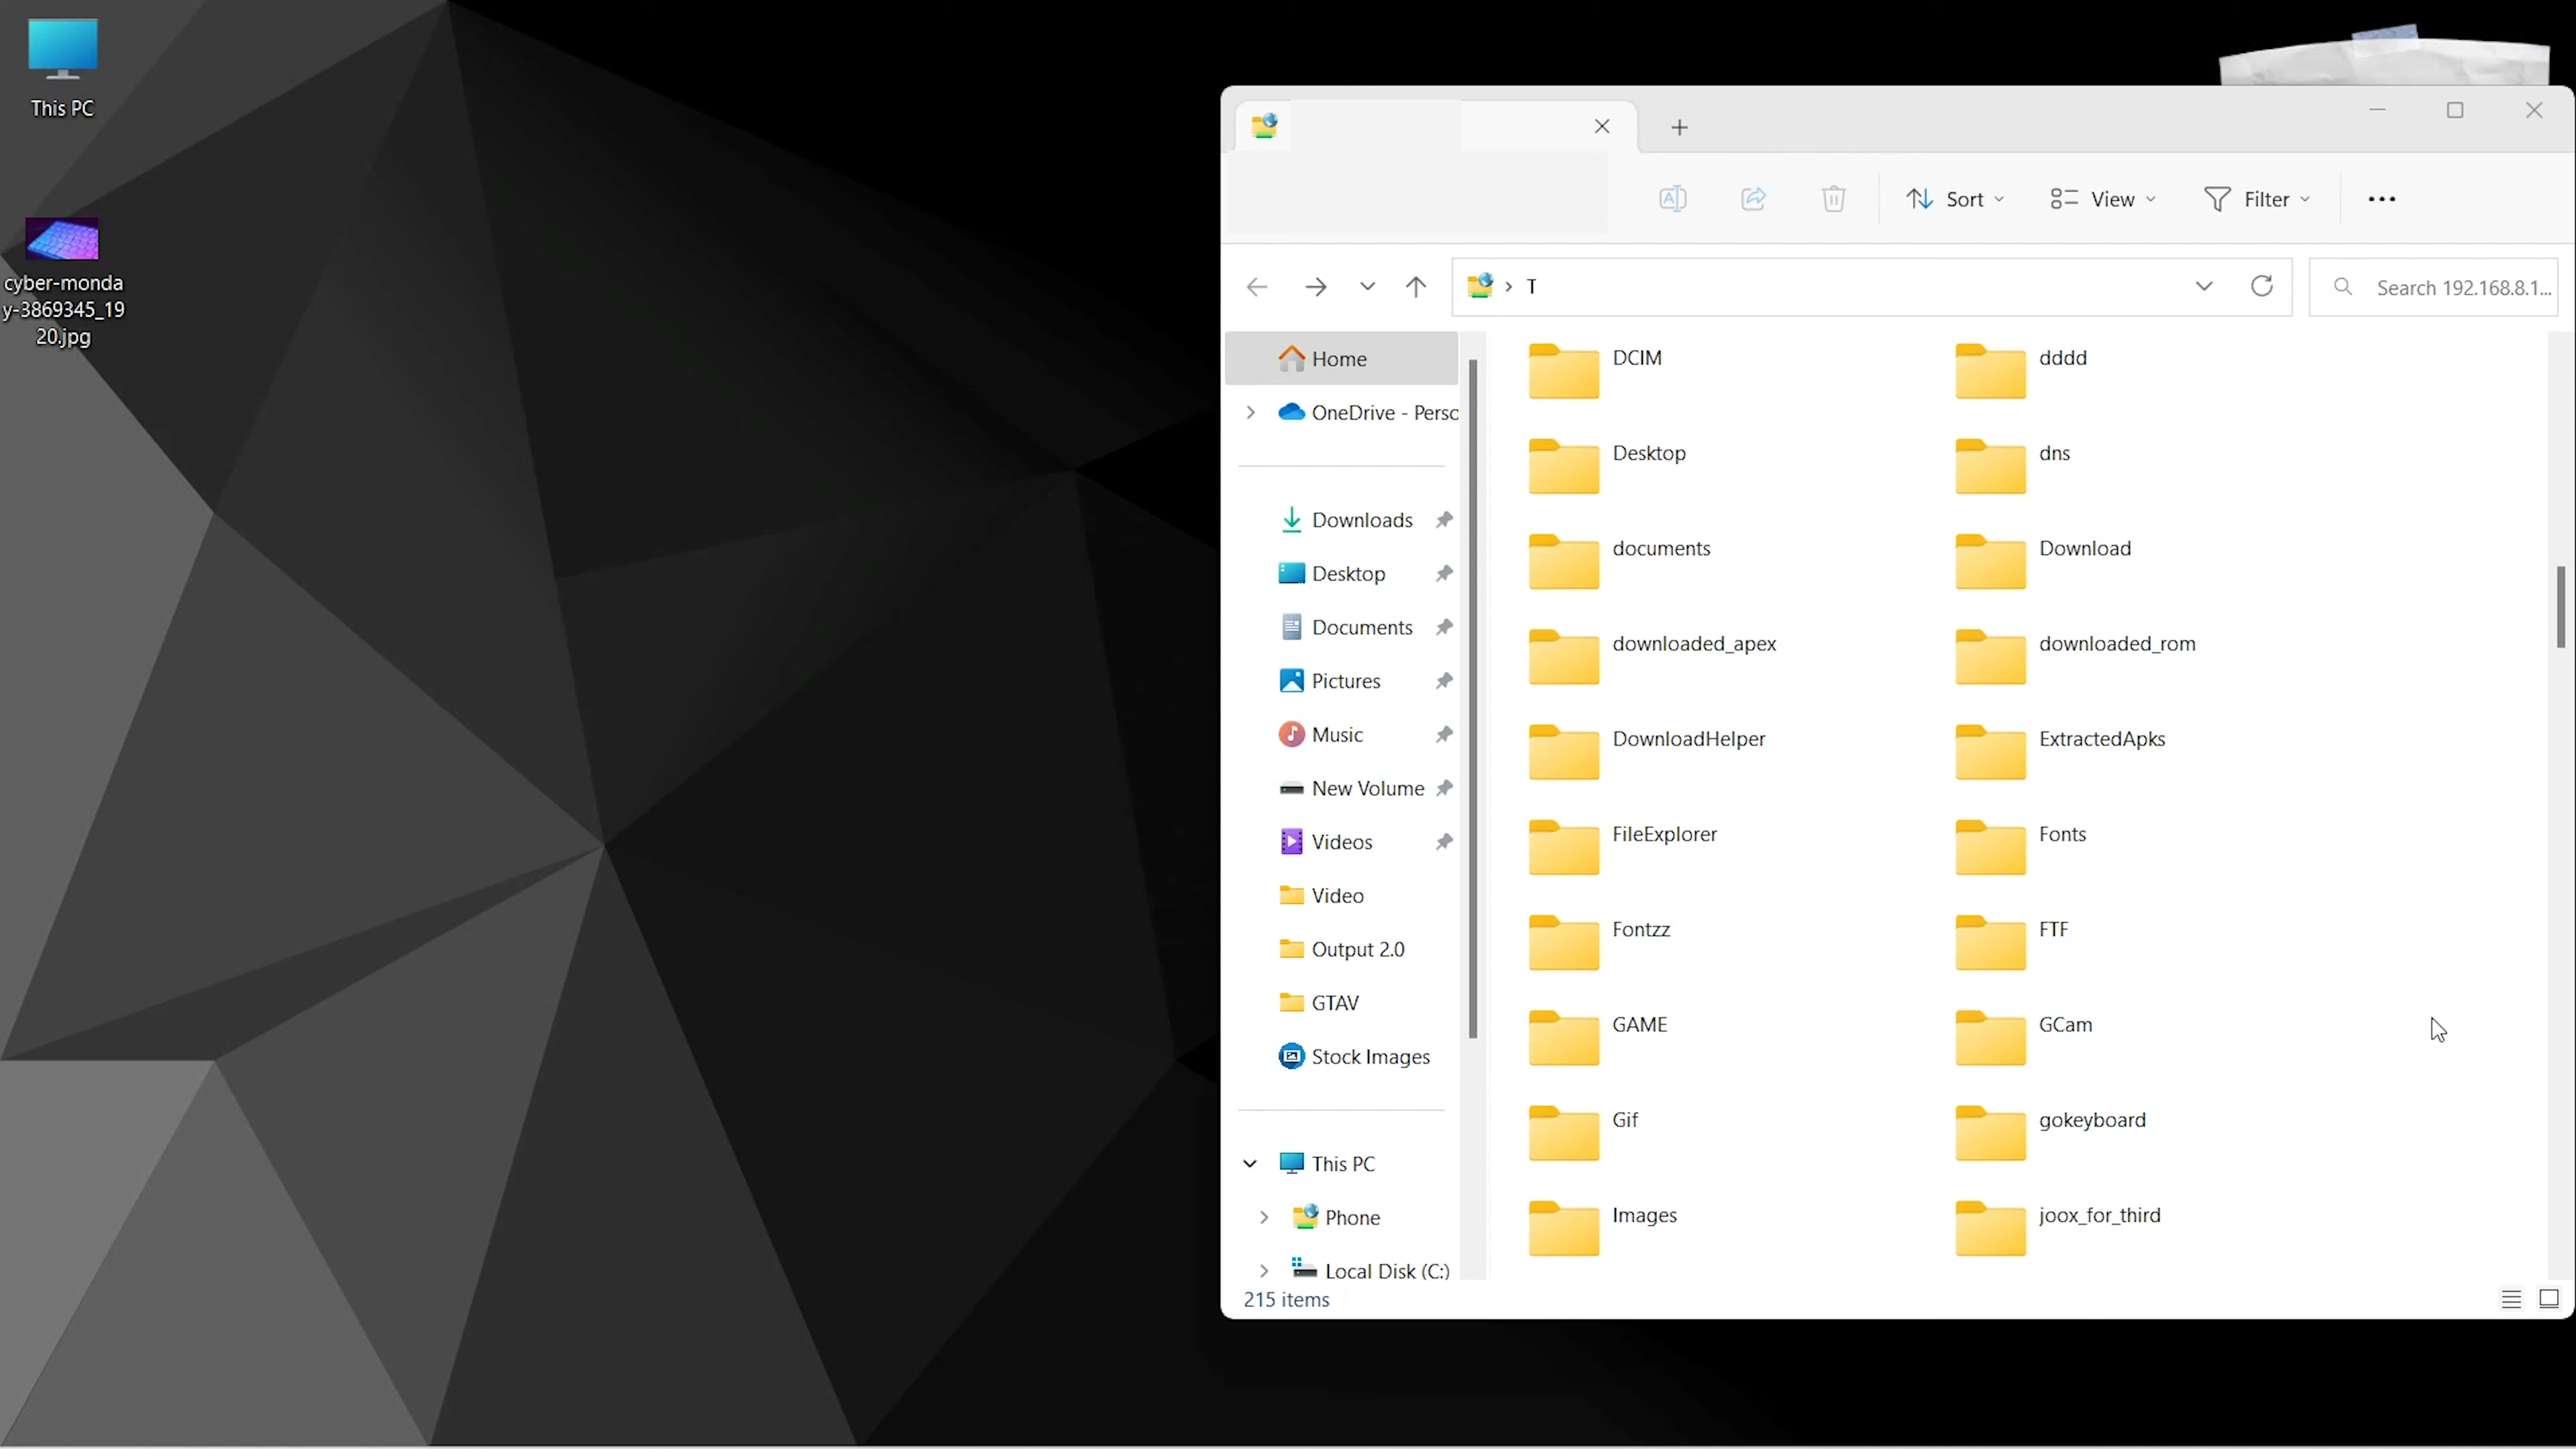 This PC
cyber-monda
y-3869345_19
20.jpg
Sort
View
Filter
T
Search 192.168.8.1...
Home
OneDrive - Perso
Downloads
Desktop
Documents
Pictures
Music
New Volume
Videos
Video
Output 2.0
GTAV
Stock Images
This PC
Phone
Local Disk (C:)
DCIM
dddd
Desktop
dns
documents
Download
downloaded_apex
downloaded_rom
DownloadHelper
ExtractedApks
FileExplorer
Fonts
Fontzz
FTF
GAME
GCam
Gif
gokeyboard
Images
joox_for_third
215 items